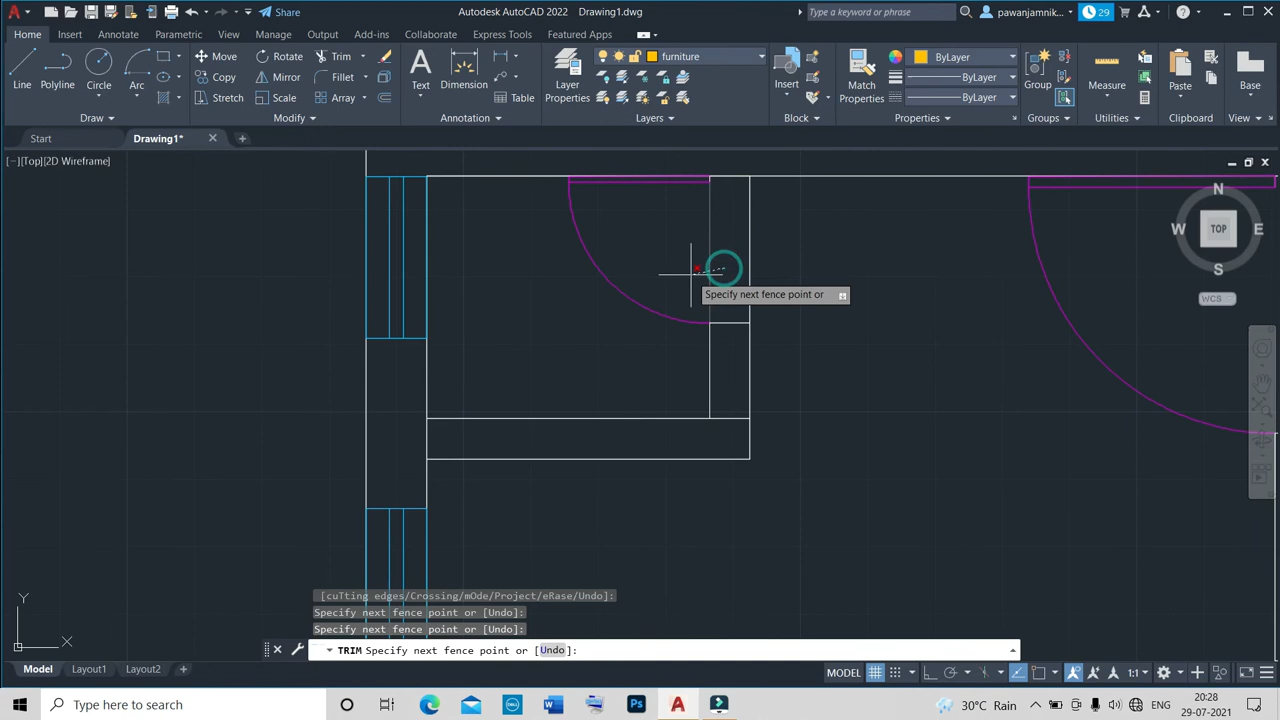 Share
Autodesk AutoCAD 2022 Drawing1.dwg
Type a keyword or phrase
pawanjamnik...
29
Home Insert Annotate Parametric View Manage Output Add-ins Collaborate Express Tools Featured Apps
Line Polyline Circle Arc
Move Rotate Trim
Copy Mirror Fillet
Stretch Scale Array
Text Dimension
Table
Layer Properties
furniture
Insert
Match Properties
ByLayer
ByLayer
ByLayer
Group
Measure
Paste
Base
Draw Modify Annotation Layers Block Properties Groups Utilities Clipboard View
Start Drawing1*
[−][Top][2D Wireframe]
N
W TOP E
S
WCS
Specify next fence point or
[cuTting edges/Crossing/mOde/Project/eRase/Undo]:
Specify next fence point or [Undo]:
Specify next fence point or [Undo]:
TRIM Specify next fence point or [Undo]:
Y
X
Model Layout1 Layout2
MODEL 1:1
Type here to search
30°C Rain
ENG
20:28
29-07-2021